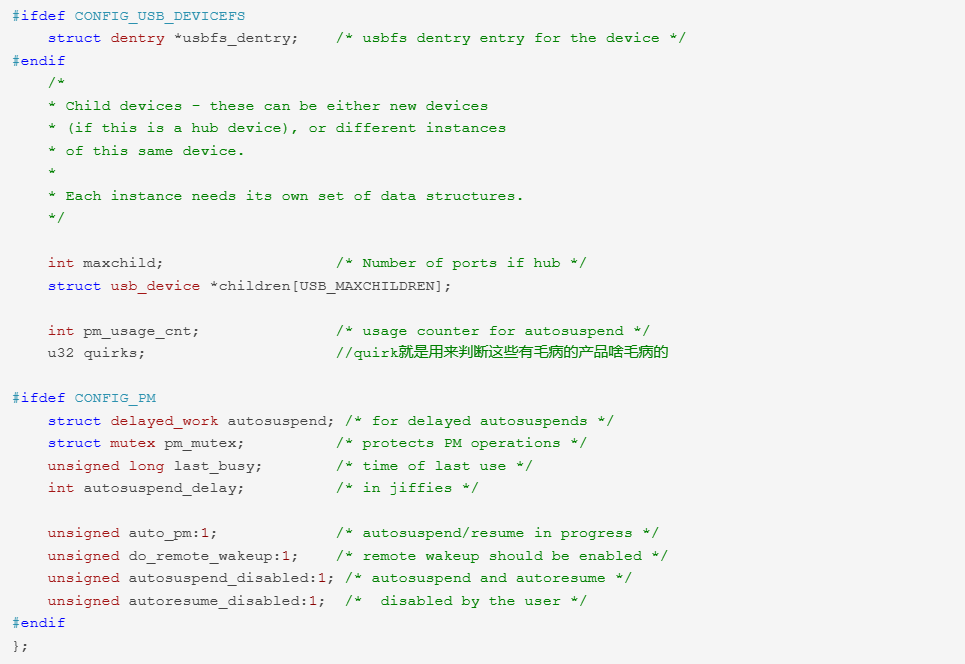 #ifdef CONFIG_USB_DEVICEFS
    struct dentry *usbfs_dentry;    /* usbfs dentry entry for the device */
#endif
    /*
    * Child devices - these can be either new devices
    * (if this is a hub device), or different instances
    * of this same device.
    *
    * Each instance needs its own set of data structures.
    */

    int maxchild;                   /* Number of ports if hub */
    struct usb_device *children[USB_MAXCHILDREN];

    int pm_usage_cnt;               /* usage counter for autosuspend */
    u32 quirks;                     //quirk就是用来判断这些有毛病的产品啥毛病的

#ifdef CONFIG_PM
    struct delayed_work autosuspend; /* for delayed autosuspends */
    struct mutex pm_mutex;          /* protects PM operations */
    unsigned long last_busy;        /* time of last use */
    int autosuspend_delay;          /* in jiffies */

    unsigned auto_pm:1;             /* autosuspend/resume in progress */
    unsigned do_remote_wakeup:1;    /* remote wakeup should be enabled */
    unsigned autosuspend_disabled:1; /* autosuspend and autoresume */
    unsigned autoresume_disabled:1;  /*  disabled by the user */
#endif
};